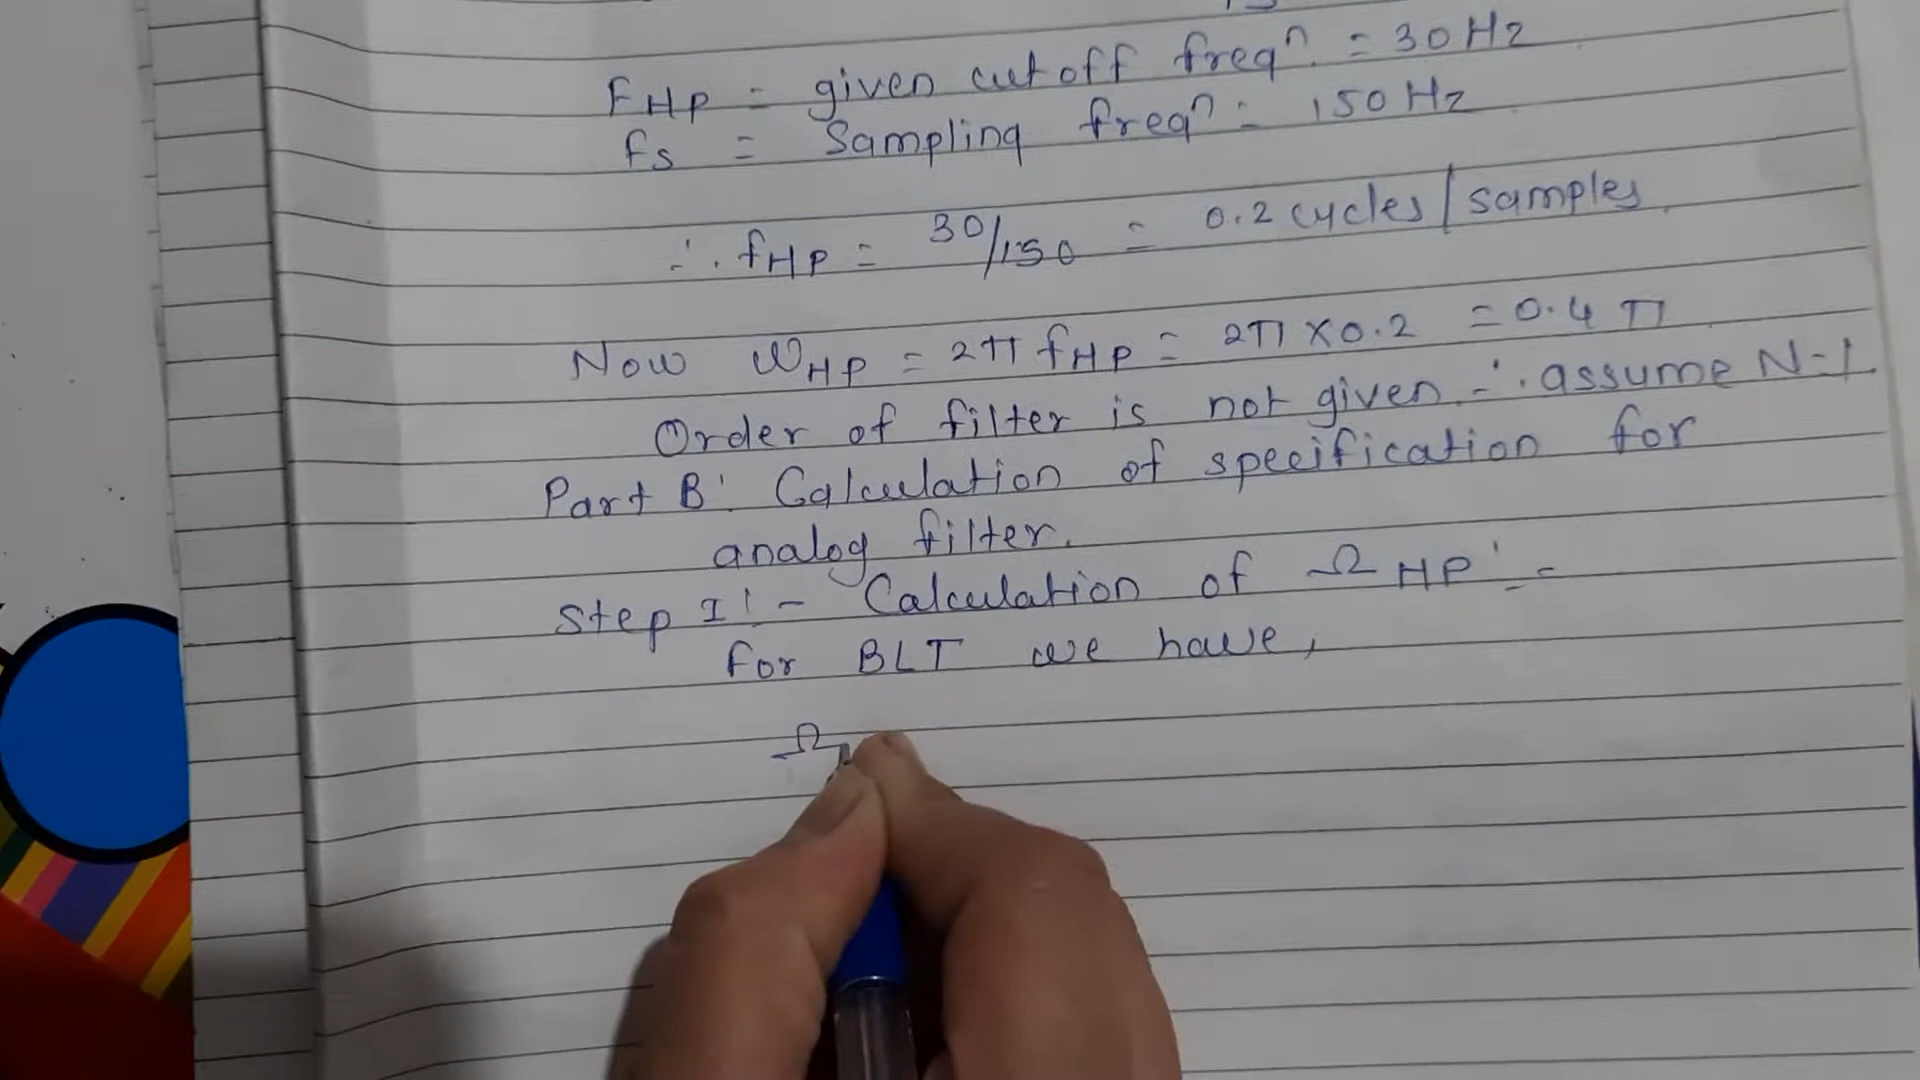 FHP = given cutoff freqⁿ. = 30 Hz
fs = Sampling freqⁿ = 150 Hz
∴ fHP = 30/150 = 0.2 cycles/samples
Now ωHP = 2π fHP = 2π × 0.2 = 0.4 π
Order of filter is not given. ∴ assume N=1.
Part B: Calculation of specification for
analog filter.
Step I:- Calculation of ΩHP:-
for BLT we have,
Ω